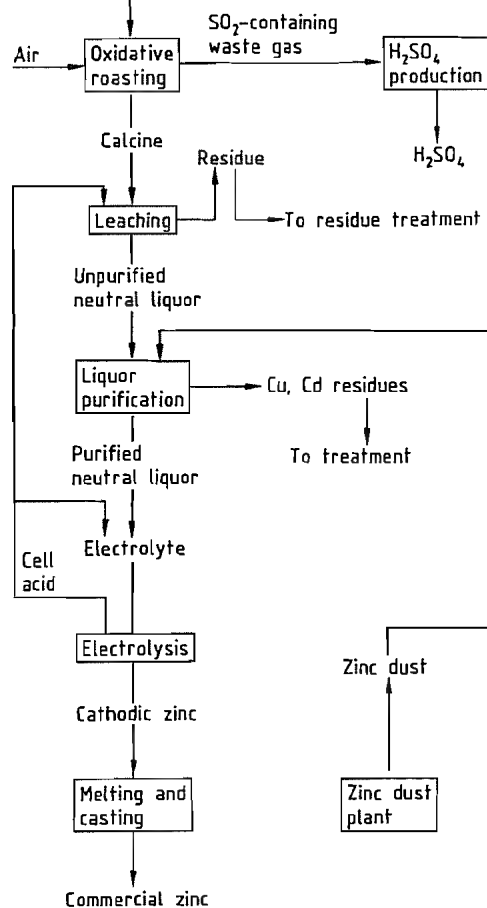 SO₂-containing
waste gas
Air
Oxidative
roasting
H₂SO₄
production
Calcine
H₂SO₄
Residue
Leaching
To residue treatment
Unpurified
neutral liquor
Liquor
purification
Cu, Cd residues
Purified
neutral liquor
To treatment
Electrolyte
Cell
acid
Electrolysis
Zinc dust
Cathodic zinc
Melting and
casting
Zinc dust
plant
Commercial zinc